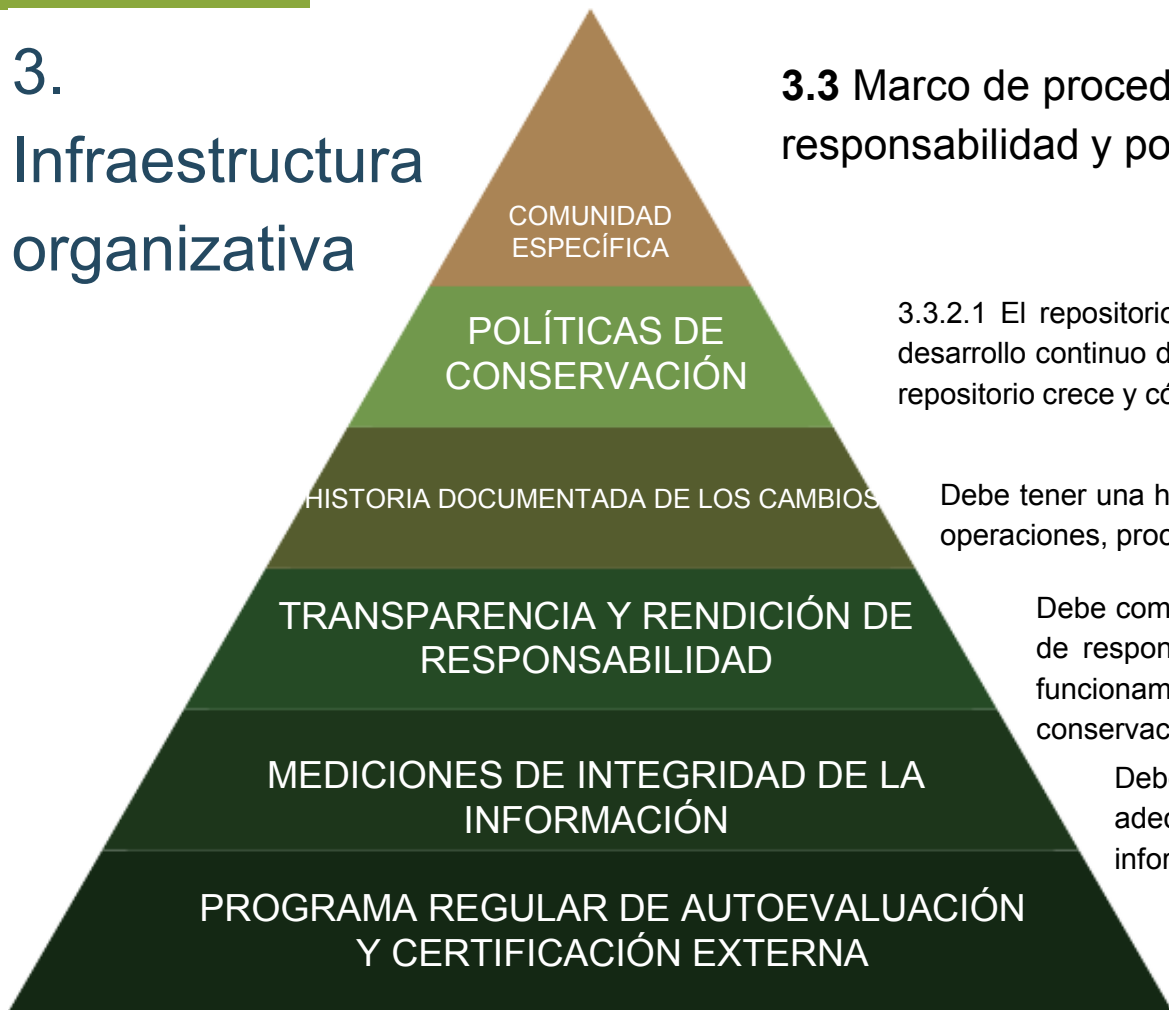 3.
Infraestructura
organizativa
3.3 Marco de proced
responsabilidad y po
COMUNIDAD
ESPECÍFICA
POLÍTICAS DE
CONSERVACIÓN
3.3.2.1 El repositorio
desarrollo continuo d
repositorio crece y có
HISTORIA DOCUMENTADA DE LOS CAMBIOS
Debe tener una h
operaciones, proc
TRANSPARENCIA Y RENDICIÓN DE
RESPONSABILIDAD
Debe com
de respon
funcionam
conservac
MEDICIONES DE INTEGRIDAD DE LA
INFORMACIÓN
Debe
adec
infor
PROGRAMA REGULAR DE AUTOEVALUACIÓN
Y CERTIFICACIÓN EXTERNA